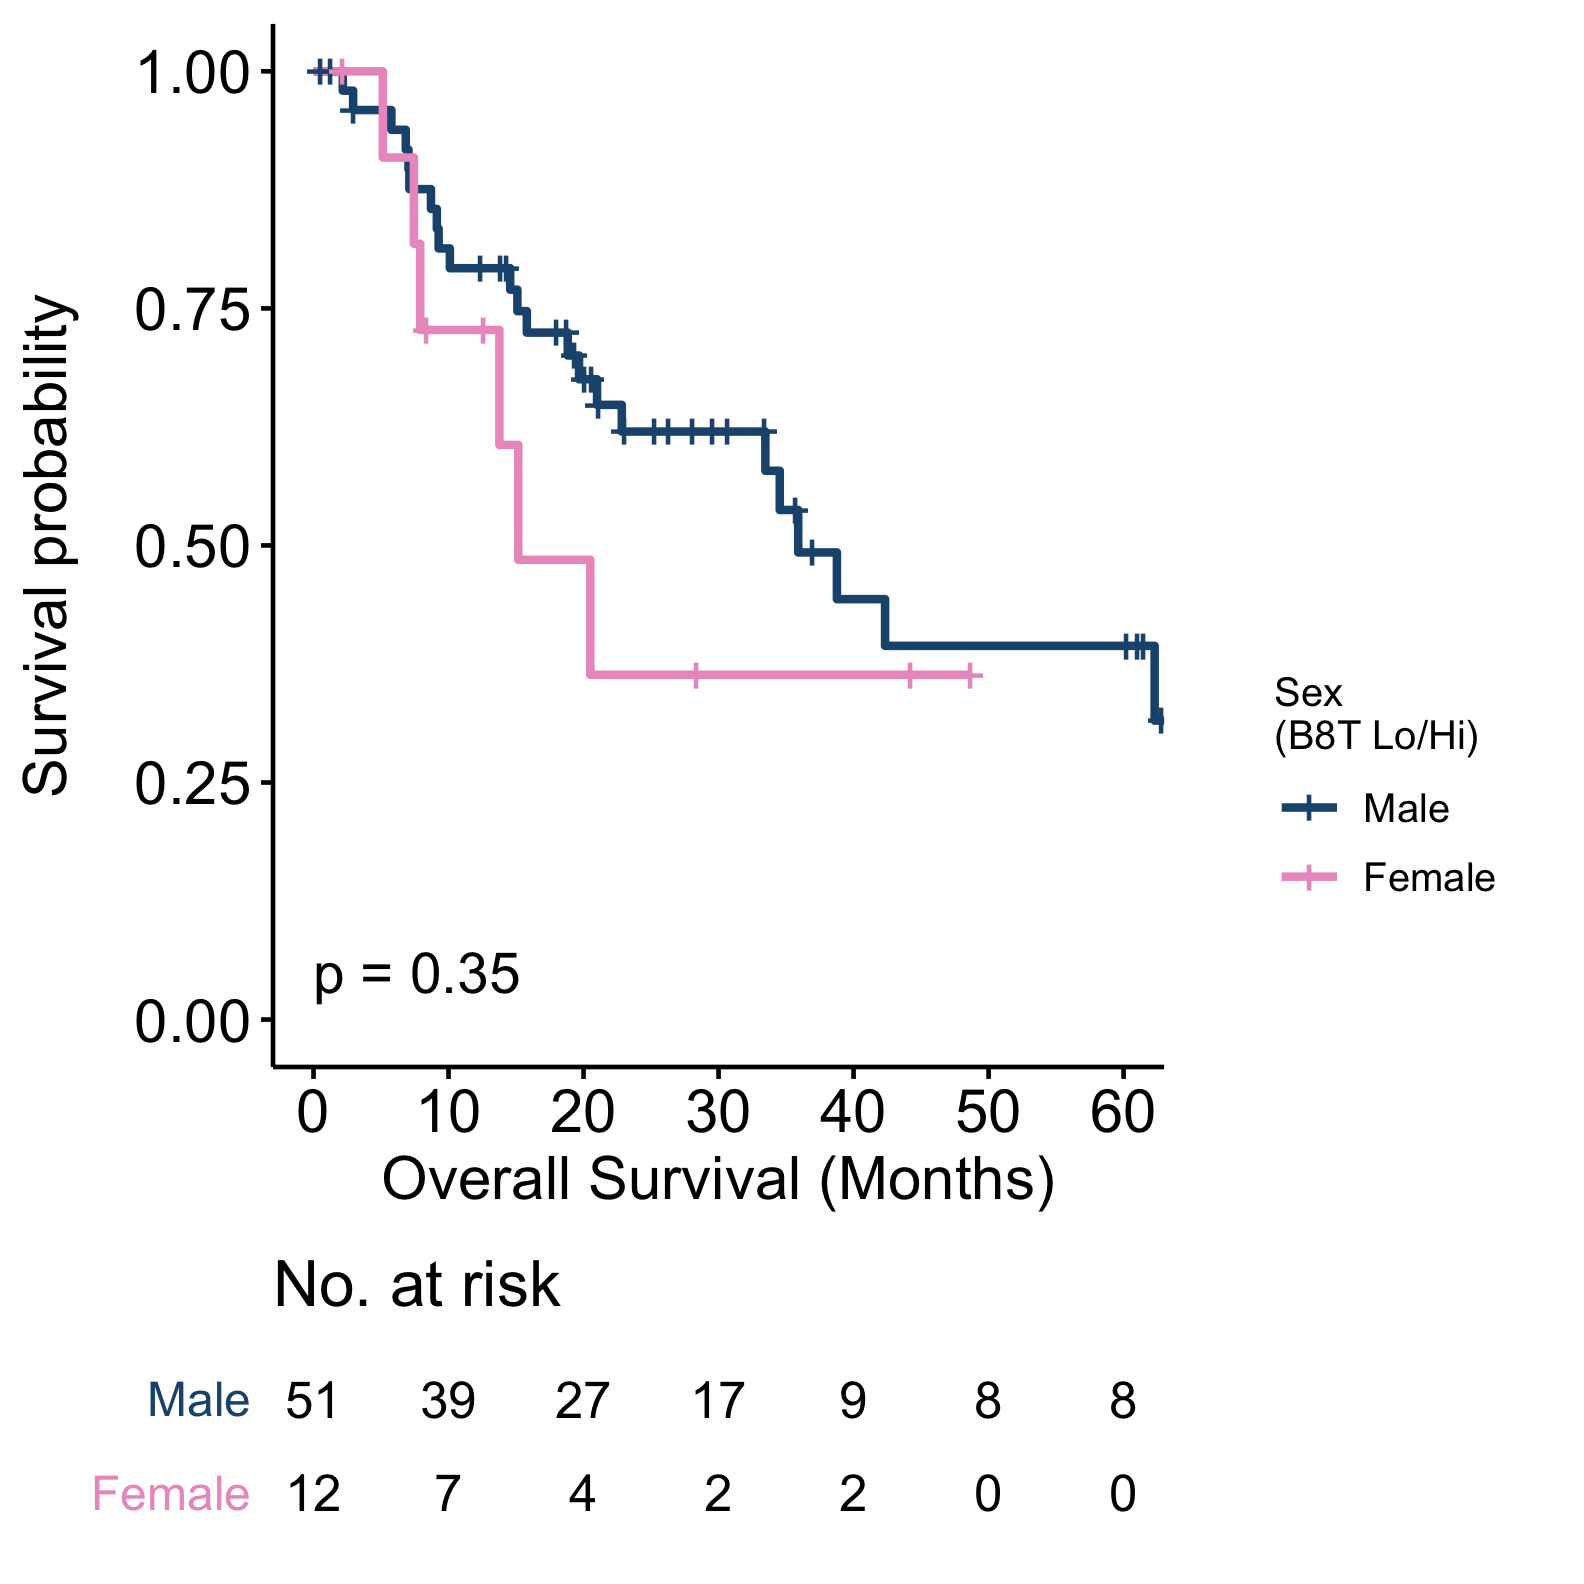 1.00
0.75
0.50
0.25
0.00
Survival probability
p = 0.35
0 10 20 30 40 50 60
Overall Survival (Months)
Sex
(B8T Lo/Hi)
Male
Female
No. at risk
Male 51 39 27 17 9 8 8
Female 12 7 4 2 2 0 0